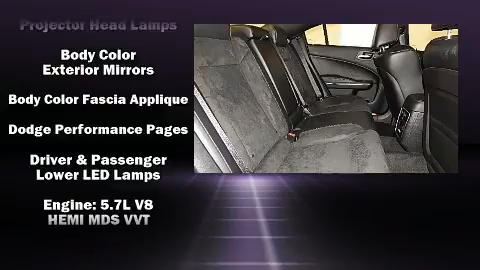 Projector Head Lamps
Body Color
Exterior Mirrors
Body Color Fascia Applique
Dodge Performance Pages
Driver & Passenger
Lower LED Lamps
Engine: 5.7L V8
HEMI MDS VVT